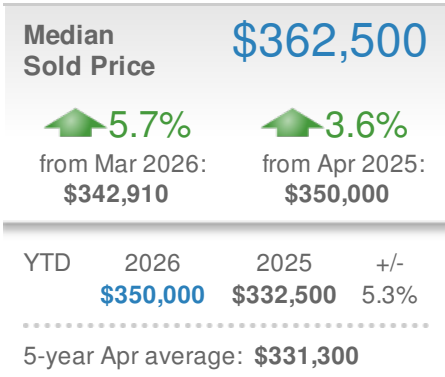 Median $362,500
Sold Price
5.7% 3.6%
from Mar 2026: from Apr 2025:
$342,910 $350,000
YTD 2026 2025 +/-
$350,000 $332,500 5.3%
5-year Apr average: $331,300